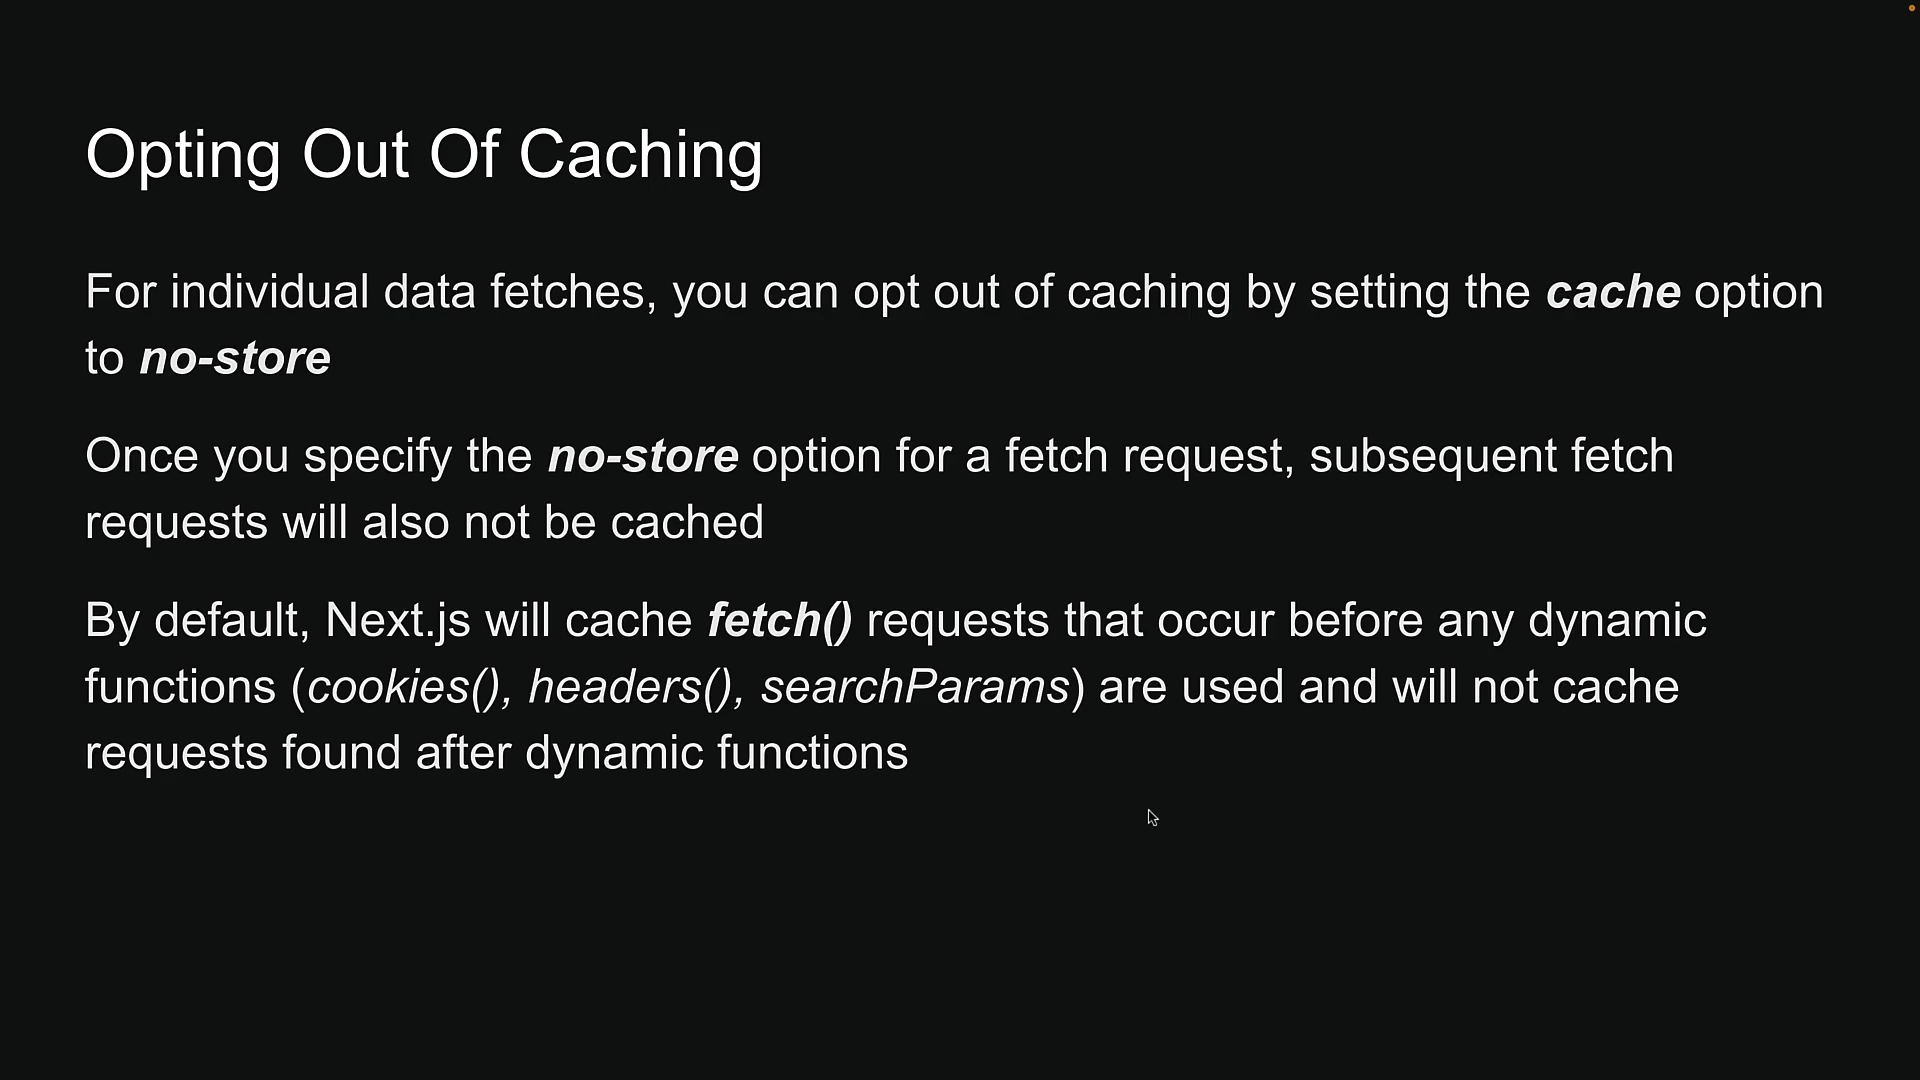 Opting Out Of Caching
For individual data fetches, you can opt out of caching by setting the cache option
to no-store
Once you specify the no-store option for a fetch request, subsequent fetch
requests will also not be cached
By default, Next.js will cache fetch() requests that occur before any dynamic
functions (cookies(), headers(), searchParams) are used and will not cache
requests found after dynamic functions